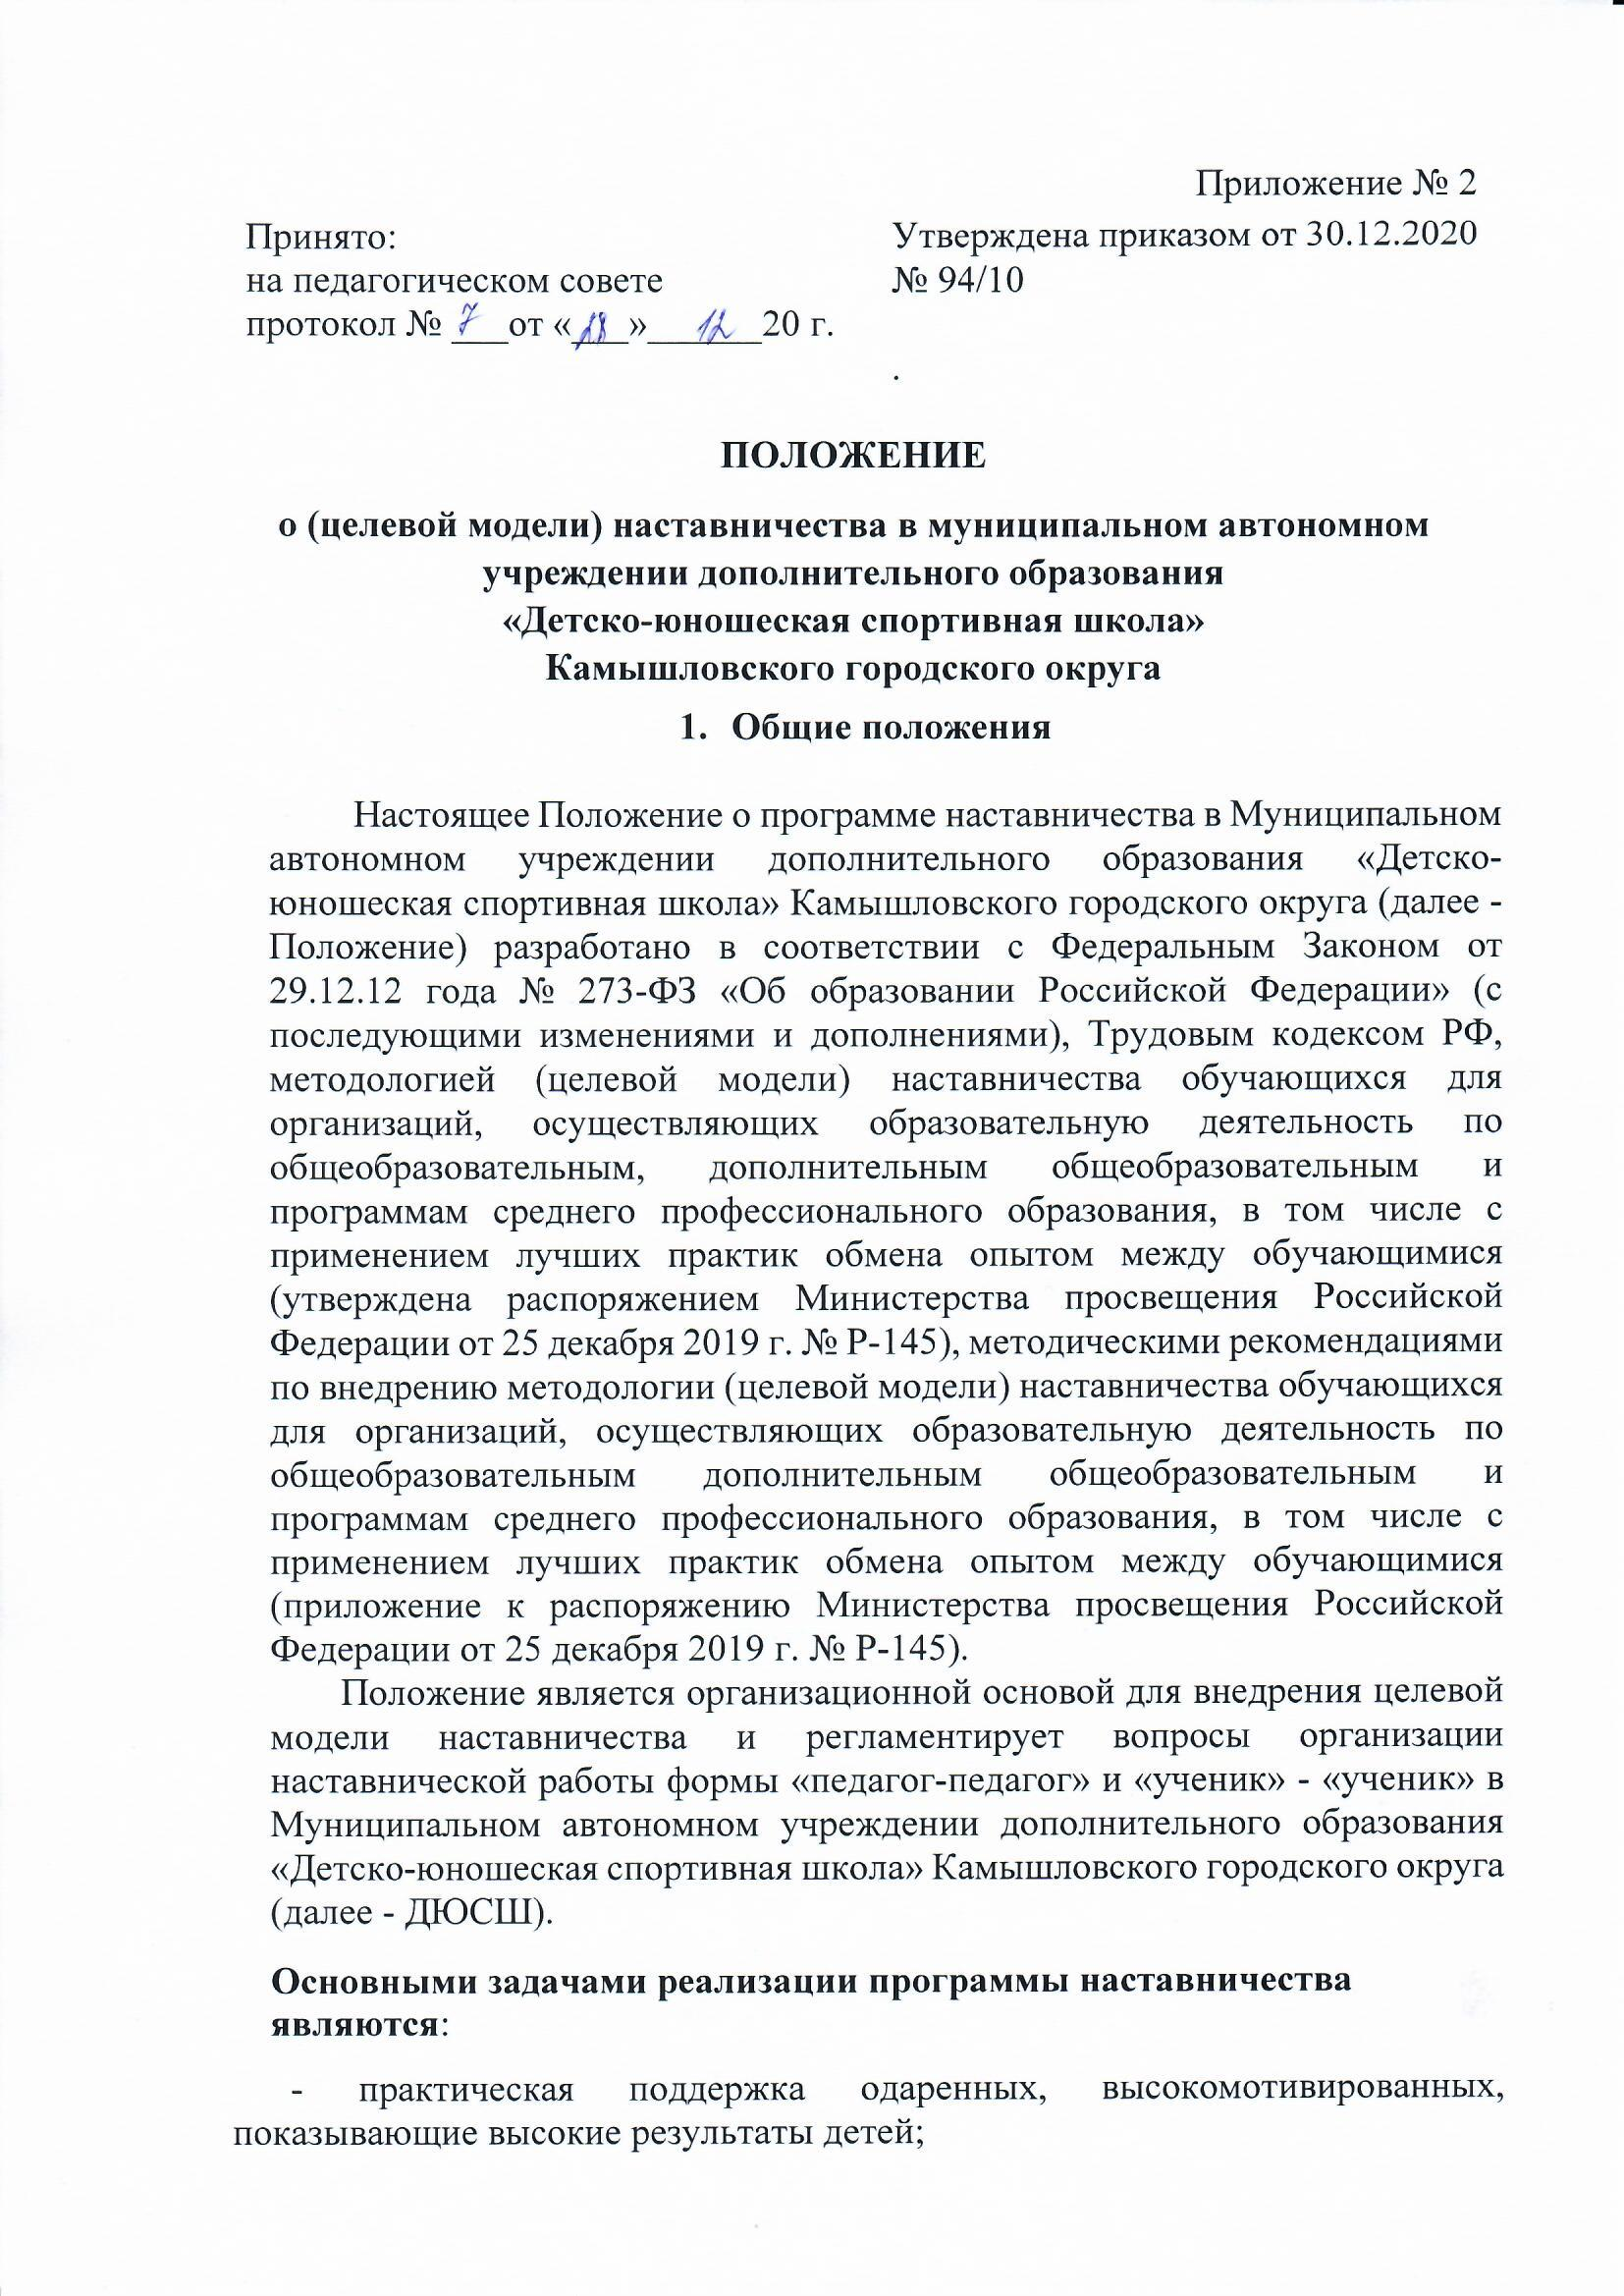 Приложение № 2
Принято:
на педагогическом совете
протокол № 7 от «28» 12 20 г.
Утверждена приказом от 30.12.2020
№ 94/10
.
ПОЛОЖЕНИЕ
о (целевой модели) наставничества в муниципальном автономном
учреждении дополнительного образования
«Детско-юношеская спортивная школа»
Камышловского городского округа
1. Общие положения
Настоящее Положение о программе наставничества в Муниципальном
автономном учреждении дополнительного образования «Детско-
юношеская спортивная школа» Камышловского городского округа (далее -
Положение) разработано в соответствии с Федеральным Законом от
29.12.12 года № 273-ФЗ «Об образовании Российской Федерации» (с
последующими изменениями и дополнениями), Трудовым кодексом РФ,
методологией (целевой модели) наставничества обучающихся для
организаций, осуществляющих образовательную деятельность по
общеобразовательным, дополнительным общеобразовательным и
программам среднего профессионального образования, в том числе с
применением лучших практик обмена опытом между обучающимися
(утверждена распоряжением Министерства просвещения Российской
Федерации от 25 декабря 2019 г. № Р-145), методическими рекомендациями
по внедрению методологии (целевой модели) наставничества обучающихся
для организаций, осуществляющих образовательную деятельность по
общеобразовательным дополнительным общеобразовательным и
программам среднего профессионального образования, в том числе с
применением лучших практик обмена опытом между обучающимися
(приложение к распоряжению Министерства просвещения Российской
Федерации от 25 декабря 2019 г. № Р-145).
Положение является организационной основой для внедрения целевой
модели наставничества и регламентирует вопросы организации
наставнической работы формы «педагог-педагог» и «ученик» - «ученик» в
Муниципальном автономном учреждении дополнительного образования
«Детско-юношеская спортивная школа» Камышловского городского округа
(далее - ДЮСШ).
Основными задачами реализации программы наставничества
являются:
- практическая поддержка одаренных, высокомотивированных,
показывающие высокие результаты детей;